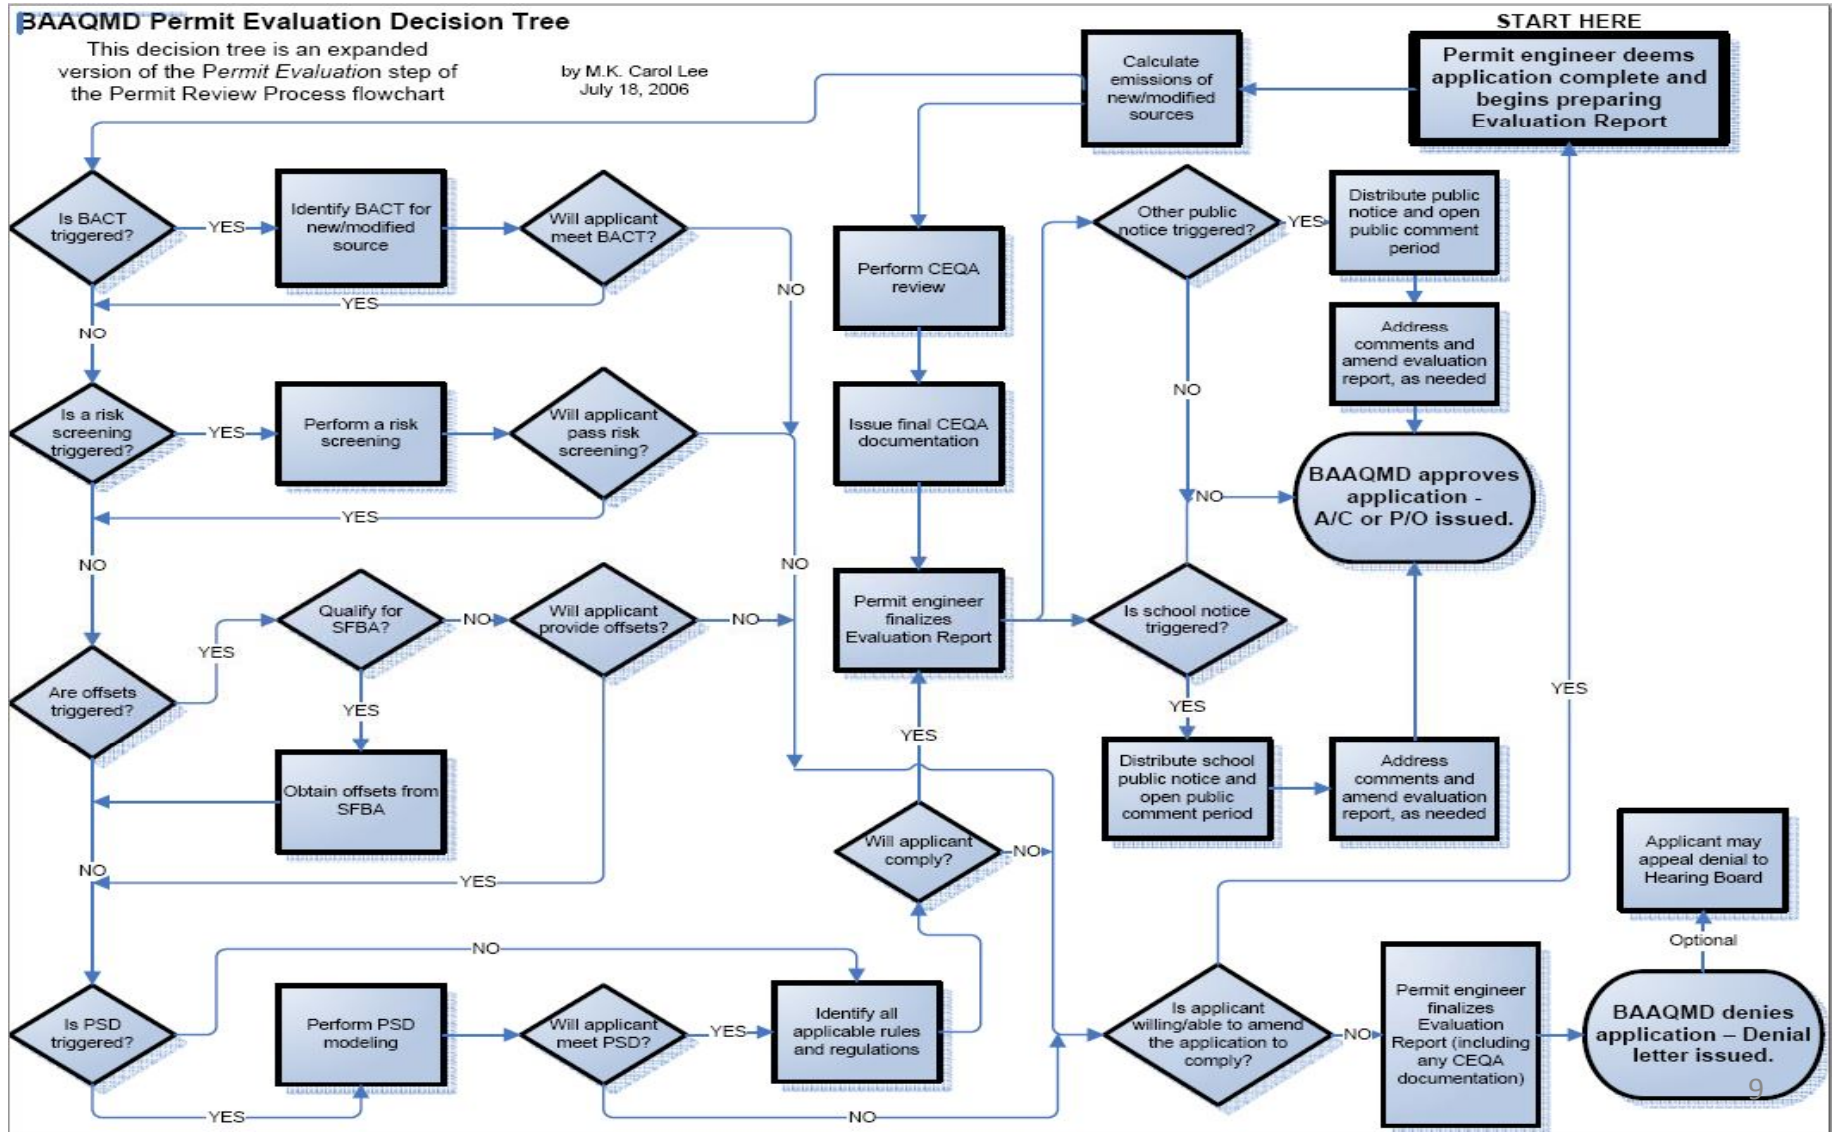 BAAQMD Permit Evaluation Decision Tree
This decision tree is an expanded
version of the Permit Evaluation step of
the Permit Review Process flowchart
by M.K. Carol Lee
July 18, 2006
START HERE
Permit engineer deems
application complete and
begins preparing
Evaluation Report
Calculate
emissions of
new/modified
sources
Is BACT
triggered?
YES
Identify BACT for
new/modified
source
Will applicant
meet BACT?
NO
YES
NO
Is a risk
screening
triggered?
YES
Perform a risk
screening
Will applicant
pass risk
screening?
YES
NO
NO
Are offsets
triggered?
YES
Qualify for
SFBA?
NO
Will applicant
provide offsets?
NO
YES
Obtain offsets from
SFBA
NO
YES
Is PSD
triggered?
NO
YES
Perform PSD
modeling
Will applicant
meet PSD?
YES
NO
Identify all
applicable rules
and regulations
Will applicant
comply?
NO
YES
Perform CEQA
review
Issue final CEQA
documentation
Permit engineer
finalizes
Evaluation Report
Other public
notice triggered?
YES
Distribute public
notice and open
public comment
period
Address
comments and
amend evaluation
report, as needed
NO
NO
BAAQMD approves
application -
A/C or P/O issued.
Is school notice
triggered?
YES
Distribute school
public notice and
open public
comment period
Address
comments and
amend evaluation
report, as needed
YES
Is applicant
willing/able to amend
the application to
comply?
NO
Permit engineer
finalizes
Evaluation
Report (including
any CEQA
documentation)
BAAQMD denies
application – Denial
letter issued.
Optional
Applicant may
appeal denial to
Hearing Board
9